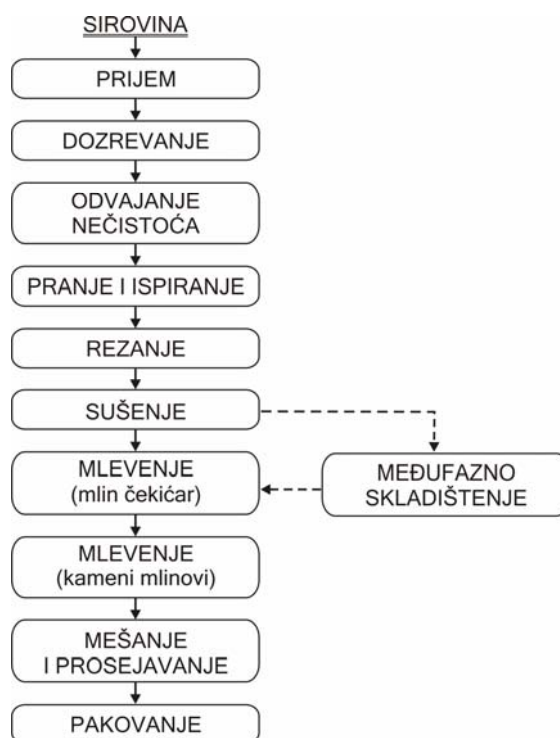 SIROVINA
PRIJEM
DOZREVANJE
ODVAJANJE
NEČISTOĆA
PRANJE I ISPIRANJE
REZANJE
SUŠENJE
MLEVENJE
(mlin čekićar)
MEĐUFAZNO
SKLADIŠTENJE
MLEVENJE
(kameni mlinovi)
MEŠANJE
I PROSEJAVANJE
PAKOVANJE